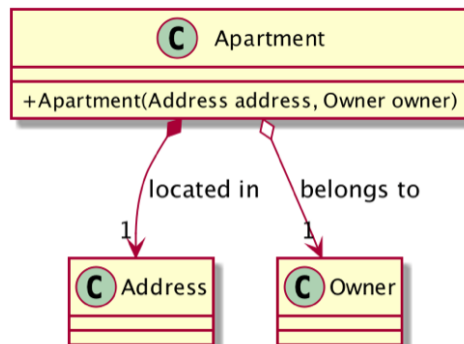 C Apartment
+Apartment(Address address, Owner owner)
located in
belongs to
1
1
C Address
C Owner